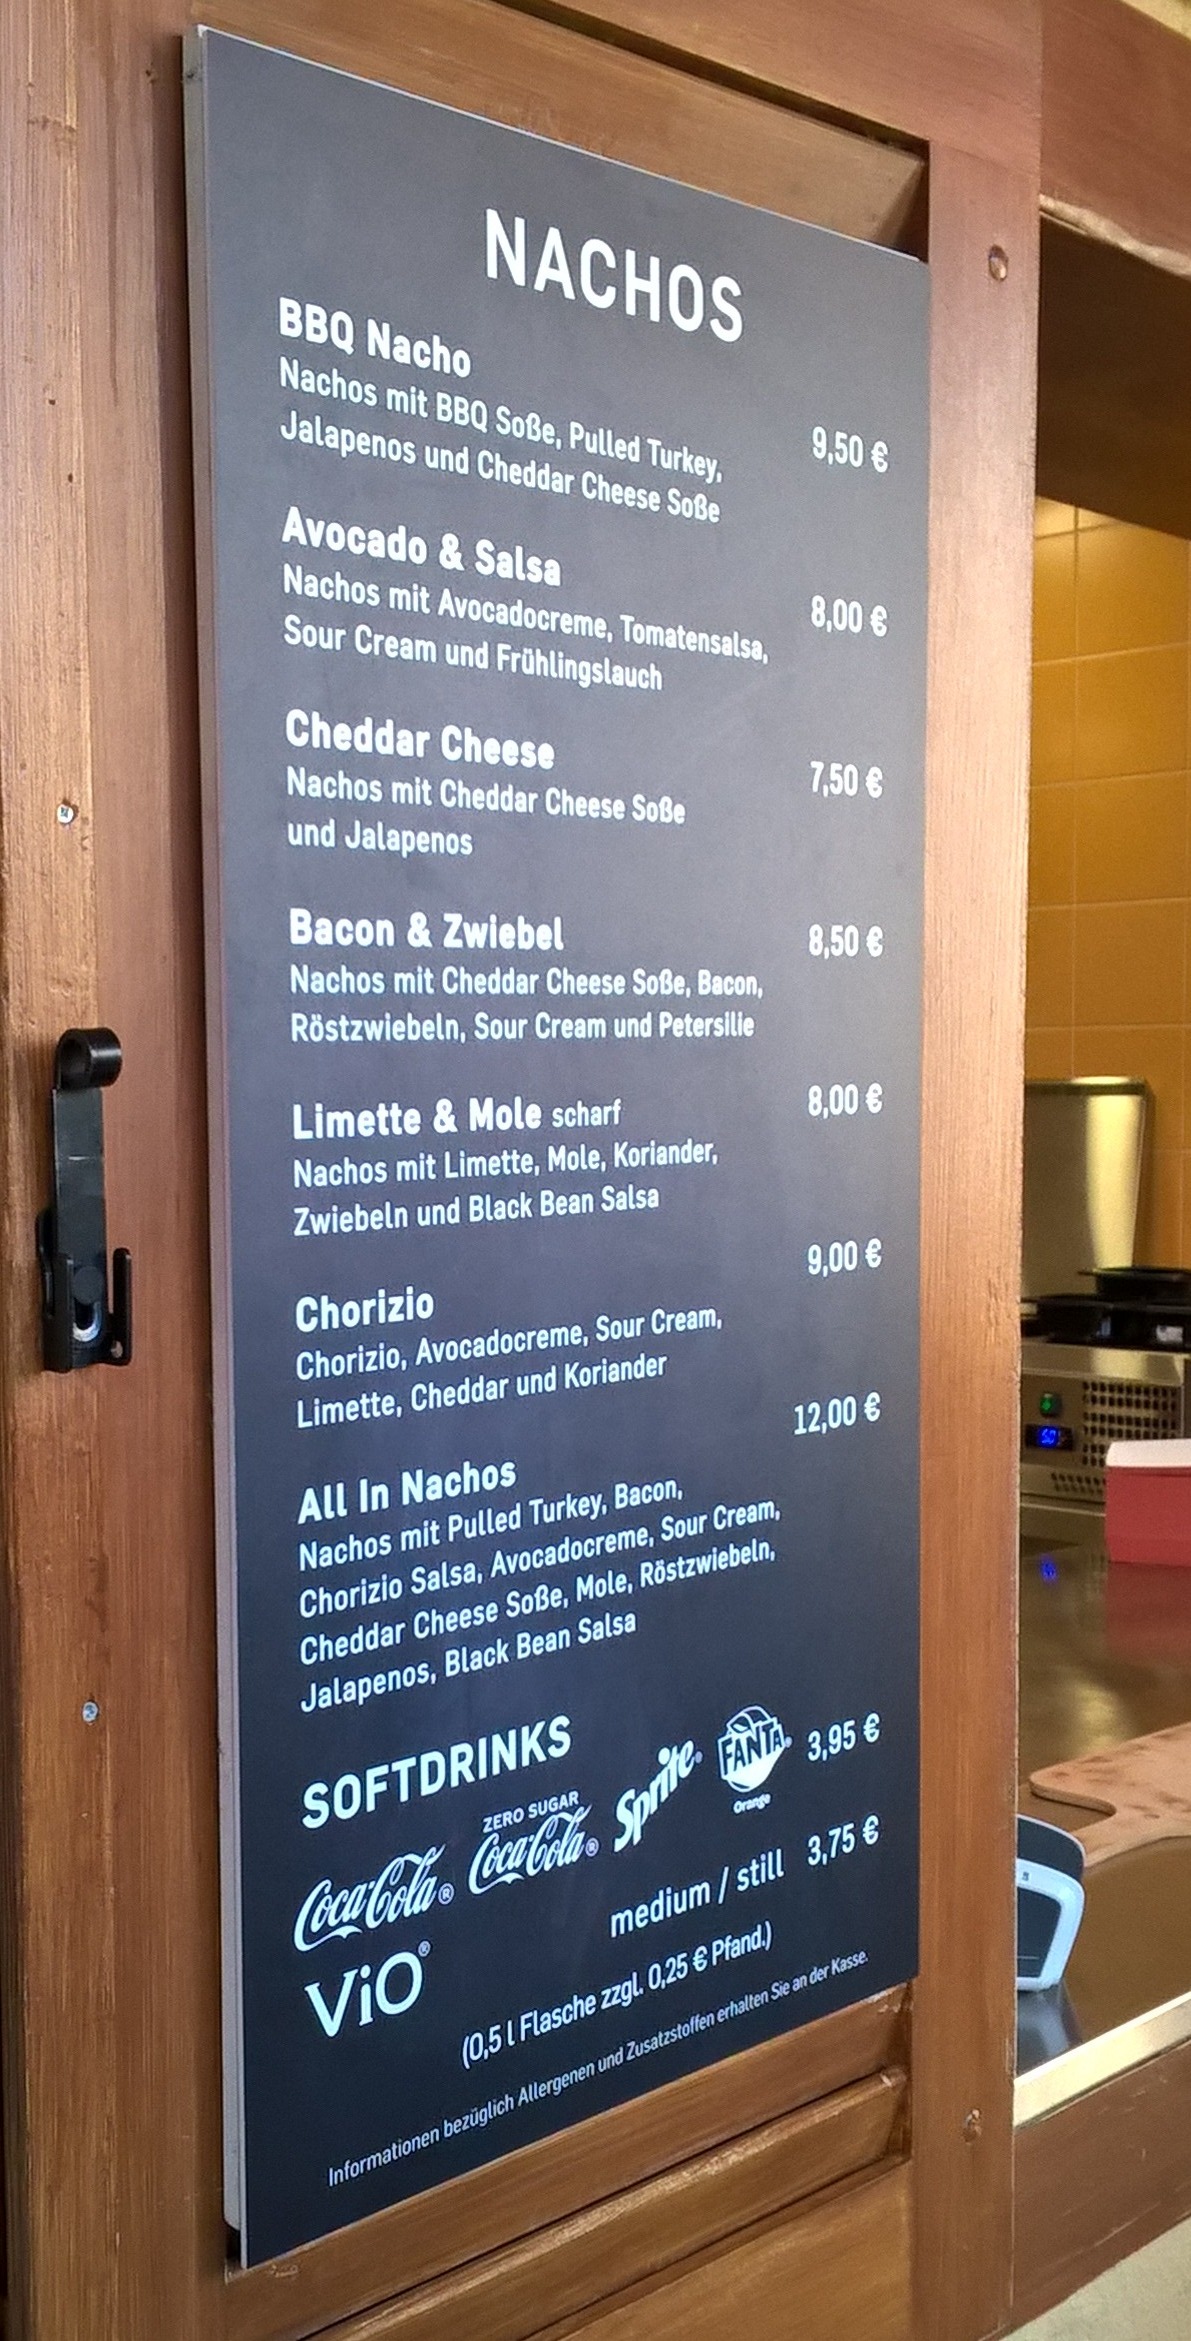 NACHOS
BBQ Nacho
Nachos mit BBQ Soße, Pulled Turkey, 9,50 €
Jalapenos und Cheddar Cheese Soße
Avocado & Salsa
Nachos mit Avocadocreme, Tomatensalsa, 8,00 €
Sour Cream und Frühlingslauch
Cheddar Cheese 7,50 €
Nachos mit Cheddar Cheese Soße
und Jalapenos
Bacon & Zwiebel 8,50 €
Nachos mit Cheddar Cheese Soße, Bacon,
Röstzwiebeln, Sour Cream und Petersilie
Limette & Mole scharf 8,00 €
Nachos mit Limette, Mole, Koriander,
Zwiebeln und Black Bean Salsa
Chorizio 9,00 €
Chorizio, Avocadocreme, Sour Cream,
Limette, Cheddar und Koriander
All In Nachos 12,00 €
Nachos mit Pulled Turkey, Bacon,
Chorizio Salsa, Avocadocreme, Sour Cream,
Cheddar Cheese Soße, Mole, Röstzwiebeln,
Jalapenos, Black Bean Salsa
SOFTDRINKS
Coca-Cola® ZERO SUGAR Coca-Cola® Sprite® FANTA® Orange 3,95 €
ViO® medium / still 3,75 €
(0,5 l Flasche zzgl. 0,25 € Pfand.)
Informationen bezüglich Allergenen und Zusatzstoffen erhalten Sie an der Kasse.